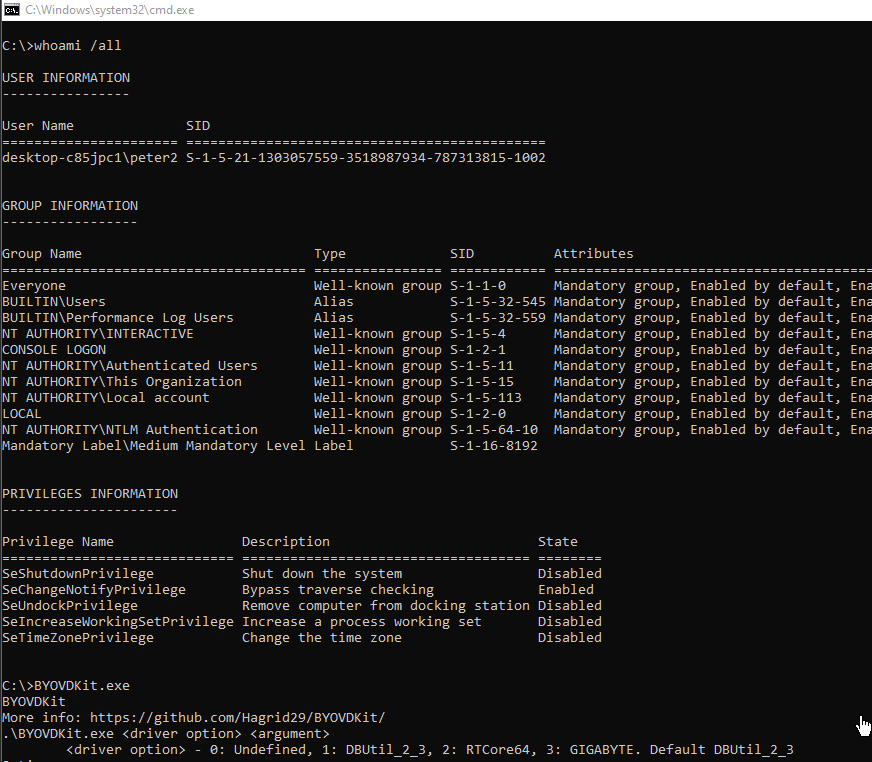 C:\Windows\system32\cmd.exe
C:\>whoami /all
USER INFORMATION
----------------
User Name SID
====================== =============================================
desktop-c85jpc1\peter2 S-1-5-21-1303057559-3518987934-787313815-1002
GROUP INFORMATION
-----------------
Group Name Type SID Attributes
====================================== ================ ============ ========================================
Everyone Well-known group S-1-1-0 Mandatory group, Enabled by default, Ena
BUILTIN\Users Alias S-1-5-32-545 Mandatory group, Enabled by default, Ena
BUILTIN\Performance Log Users Alias S-1-5-32-559 Mandatory group, Enabled by default, Ena
NT AUTHORITY\INTERACTIVE Well-known group S-1-5-4 Mandatory group, Enabled by default, Ena
CONSOLE LOGON Well-known group S-1-2-1 Mandatory group, Enabled by default, Ena
NT AUTHORITY\Authenticated Users Well-known group S-1-5-11 Mandatory group, Enabled by default, Ena
NT AUTHORITY\This Organization Well-known group S-1-5-15 Mandatory group, Enabled by default, Ena
NT AUTHORITY\Local account Well-known group S-1-5-113 Mandatory group, Enabled by default, Ena
LOCAL Well-known group S-1-2-0 Mandatory group, Enabled by default, Ena
NT AUTHORITY\NTLM Authentication Well-known group S-1-5-64-10 Mandatory group, Enabled by default, Ena
Mandatory Label\Medium Mandatory Level Label S-1-16-8192
PRIVILEGES INFORMATION
----------------------
Privilege Name Description State
============================= ==================================== ========
SeShutdownPrivilege Shut down the system Disabled
SeChangeNotifyPrivilege Bypass traverse checking Enabled
SeUndockPrivilege Remove computer from docking station Disabled
SeIncreaseWorkingSetPrivilege Increase a process working set Disabled
SeTimeZonePrivilege Change the time zone Disabled
C:\>BYOVDKit.exe
BYOVDKit
More info: https://github.com/Hagrid29/BYOVDKit/
.\BYOVDKit.exe <driver option> <argument>
<driver option> - 0: Undefined, 1: DBUtil_2_3, 2: RTCore64, 3: GIGABYTE. Default DBUtil_2_3